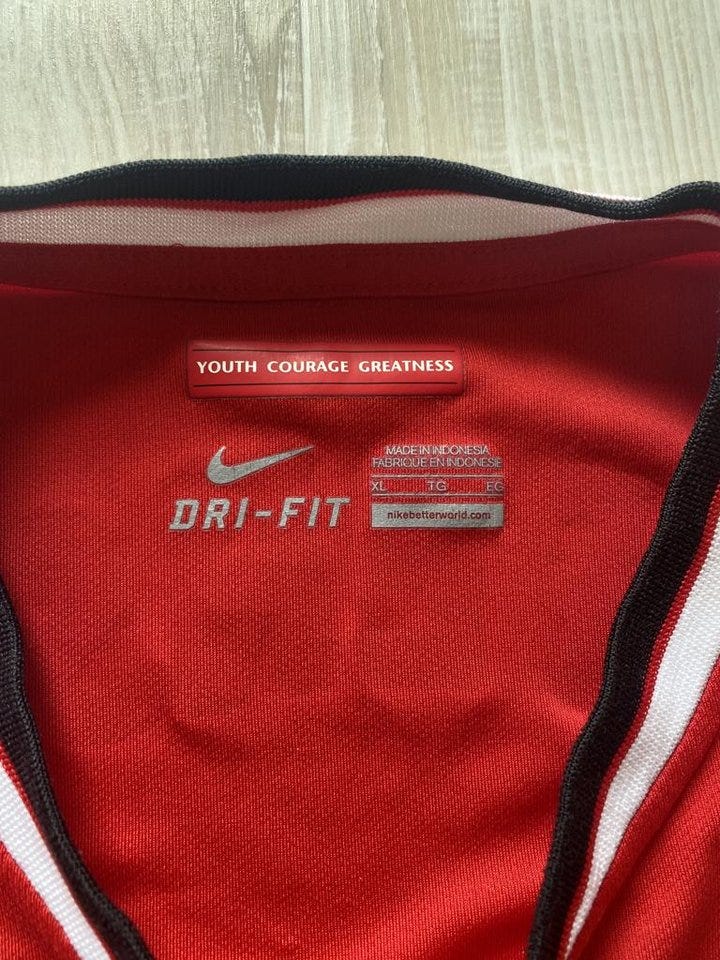 YOUTH COURAGE GREATNESS
DRI-FIT
MADE IN INDONESIA
FABRIQUE EN INDONESIE
XL TG EG
nikebetterworld.com